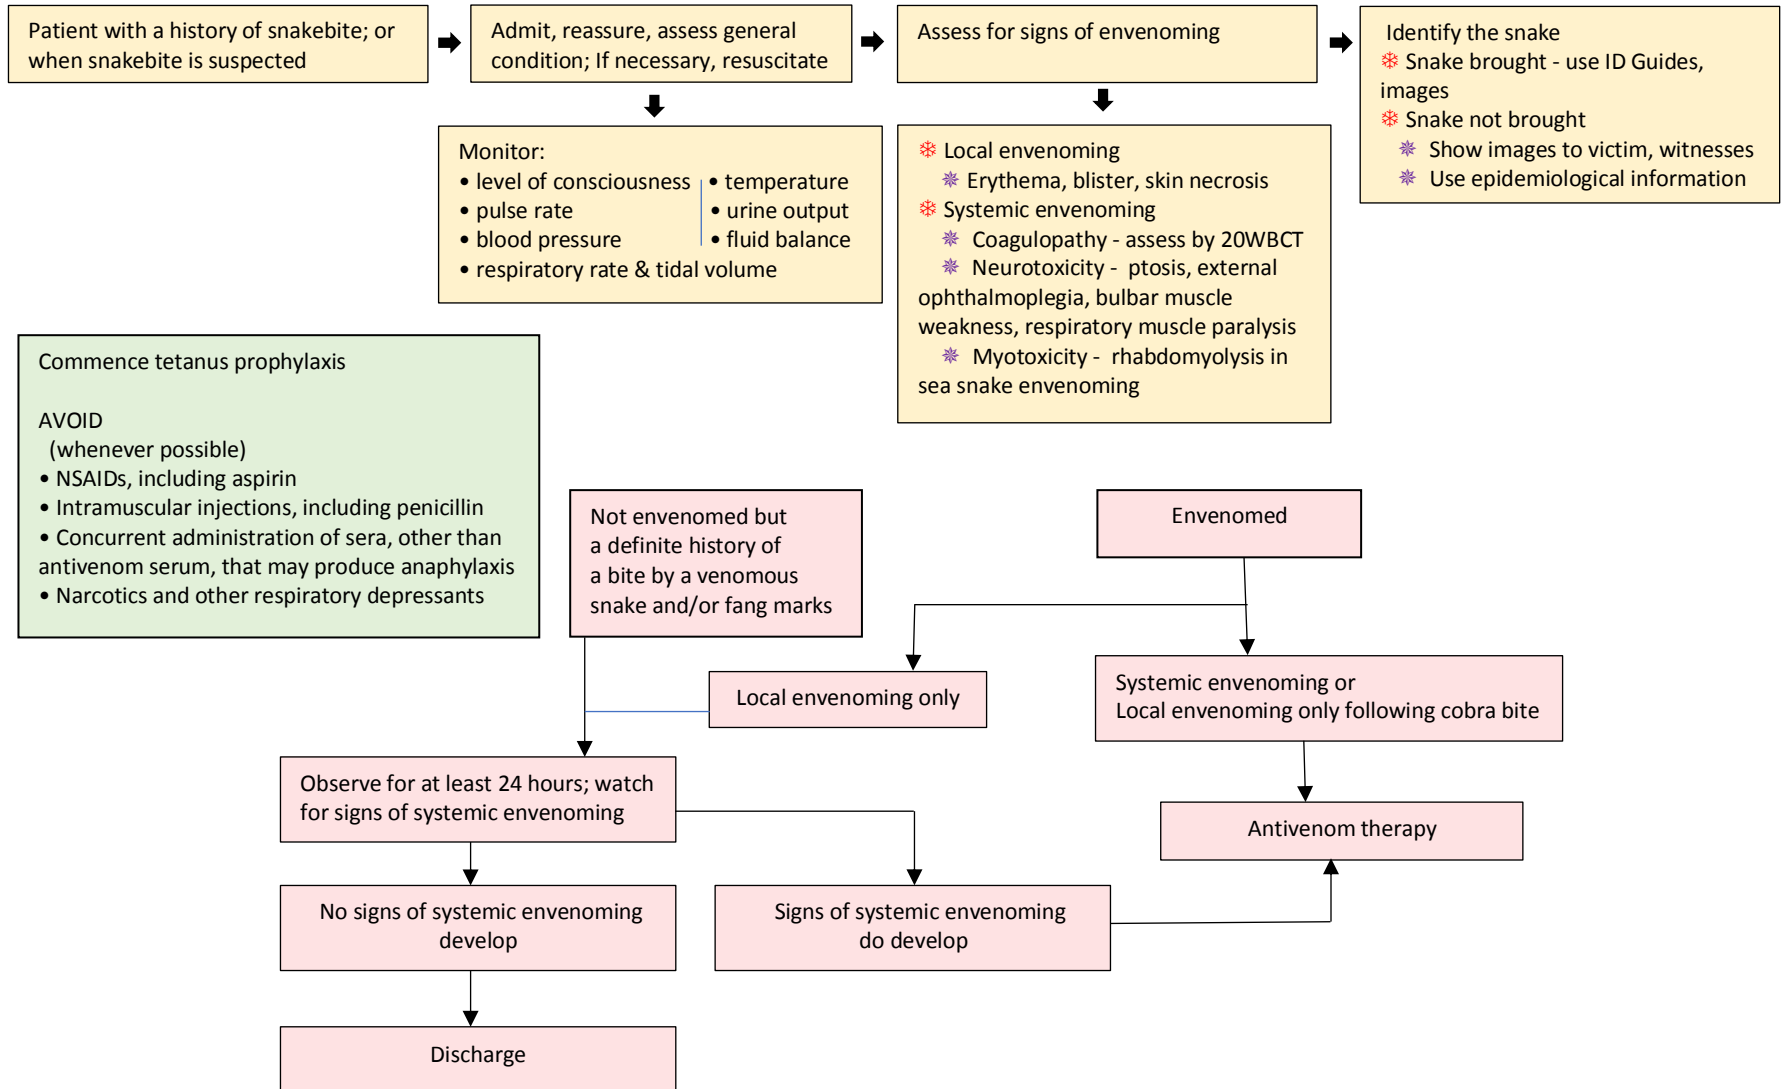 Patient with a history of snakebite; or
when snakebite is suspected
Admit, reassure, assess general
condition; If necessary, resuscitate
Assess for signs of envenoming
Identify the snake
Snake brought - use ID Guides,
images
Snake not brought
Show images to victim, witnesses
Use epidemiological information
Monitor:
• level of consciousness
• pulse rate
• blood pressure
• respiratory rate & tidal volume
• temperature
• urine output
• fluid balance
Local envenoming
Erythema, blister, skin necrosis
Systemic envenoming
Coagulopathy - assess by 20WBCT
Neurotoxicity - ptosis, external
ophthalmoplegia, bulbar muscle
weakness, respiratory muscle paralysis
Myotoxicity - rhabdomyolysis in
sea snake envenoming
Commence tetanus prophylaxis
AVOID
(whenever possible)
• NSAIDs, including aspirin
• Intramuscular injections, including penicillin
• Concurrent administration of sera, other than
antivenom serum, that may produce anaphylaxis
• Narcotics and other respiratory depressants
Not envenomed but
a definite history of
a bite by a venomous
snake and/or fang marks
Envenomed
Local envenoming only
Systemic envenoming or
Local envenoming only following cobra bite
Observe for at least 24 hours; watch
for signs of systemic envenoming
Antivenom therapy
No signs of systemic envenoming
develop
Signs of systemic envenoming
do develop
Discharge